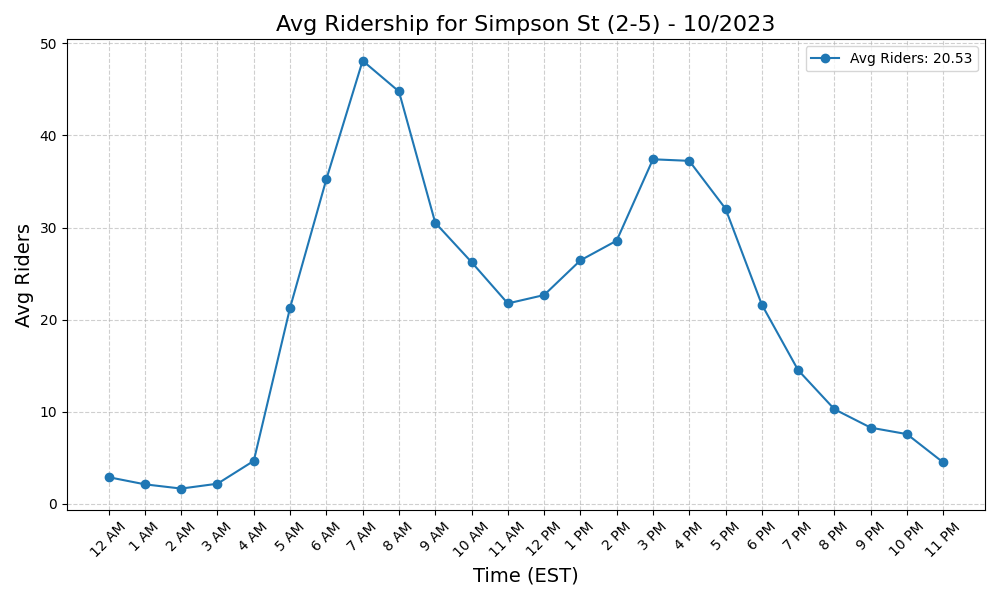 Avg Ridership for Simpson St (2-5) - 10/2023
Avg Riders: 20.53
Avg Riders
50
40
30
20
10
0
12 AM
1 AM
2 AM
3 AM
4 AM
5 AM
6 AM
7 AM
8 AM
9 AM
10 AM
11 AM
12 PM
1 PM
2 PM
3 PM
4 PM
5 PM
6 PM
7 PM
8 PM
9 PM
10 PM
11 PM
Time (EST)